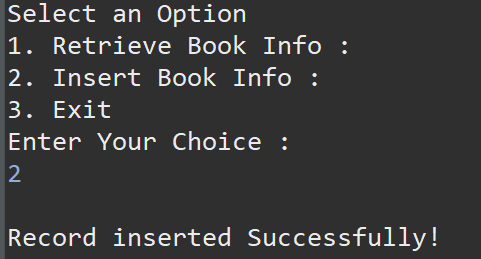 Select an Option
1. Retrieve Book Info :
2. Insert Book Info :
3. Exit
Enter Your Choice :
2
Record inserted Successfully!